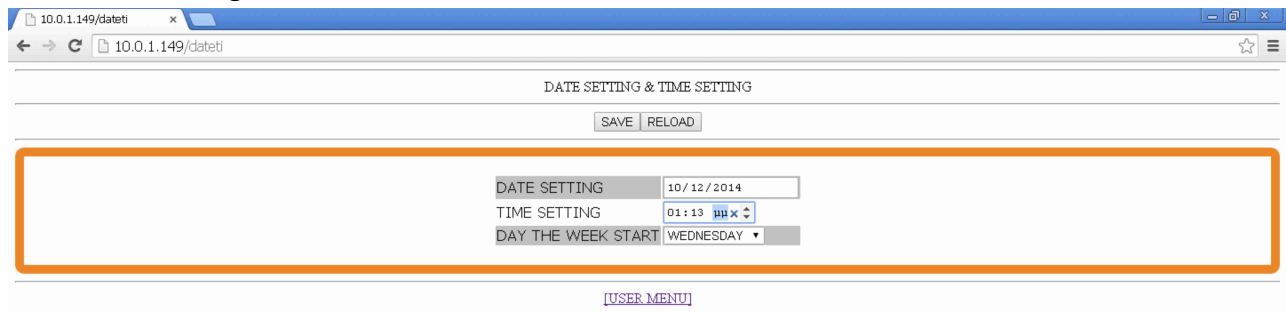 10.0.1.149/dateti
10.0.1.149/dateti
DATE SETTING & TIME SETTING
SAVE RELOAD
DATE SETTING 10/12/2014
TIME SETTING 01:13 μμ
DAY THE WEEK START WEDNESDAY
[USER MENU]